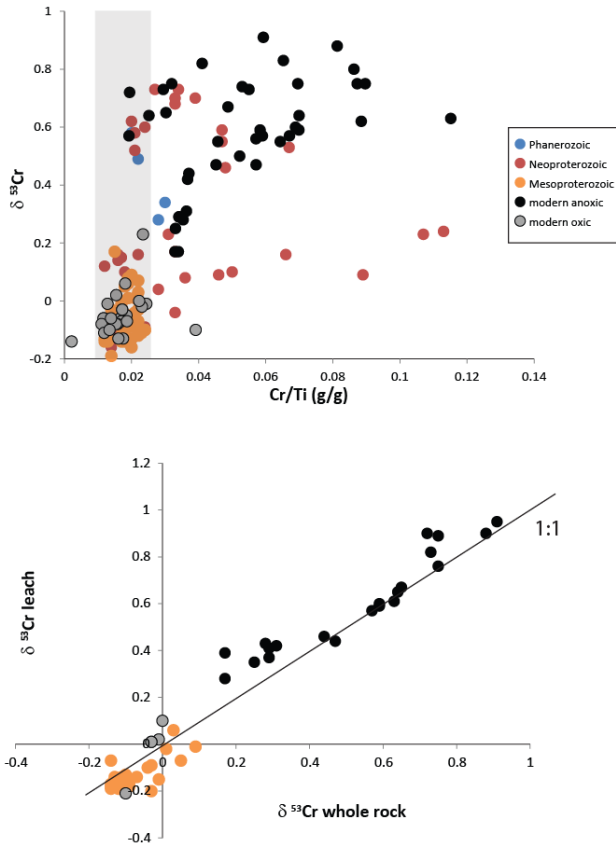 1
0.8
0.6
0.4
0.2
0
-0.2
δ ⁵³Cr
0 0.02 0.04 0.06 0.08 0.1 0.12 0.14
Cr/Ti (g/g)
Phanerozoic
Neoproterozoic
Mesoproterozoic
modern anoxic
modern oxic
1.2
1
0.8
0.6
0.4
0.2
0
-0.2
-0.4
1:1
δ ⁵³Cr leach
-0.4 -0.2 0.2 0.4 0.6 0.8 1
δ ⁵³Cr whole rock